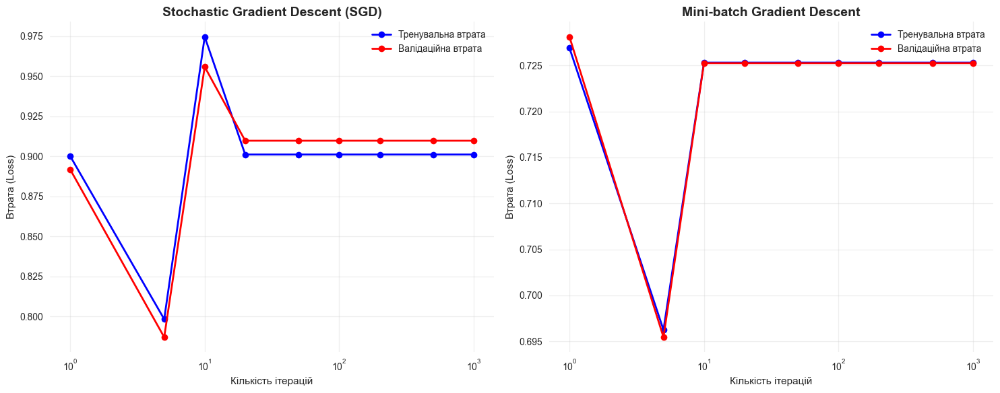 Stochastic Gradient Descent (SGD)
Тренувальна втрата
Валідаційна втрата
0.975
0.950
0.925
0.900
0.875
0.850
0.825
0.800
Втрата (Loss)
10⁰
10¹
10²
10³
Кількість ітерацій
Mini-batch Gradient Descent
Тренувальна втрата
Валідаційна втрата
0.725
0.720
0.715
0.710
0.705
0.700
0.695
Втрата (Loss)
10⁰
10¹
10²
10³
Кількість ітерацій